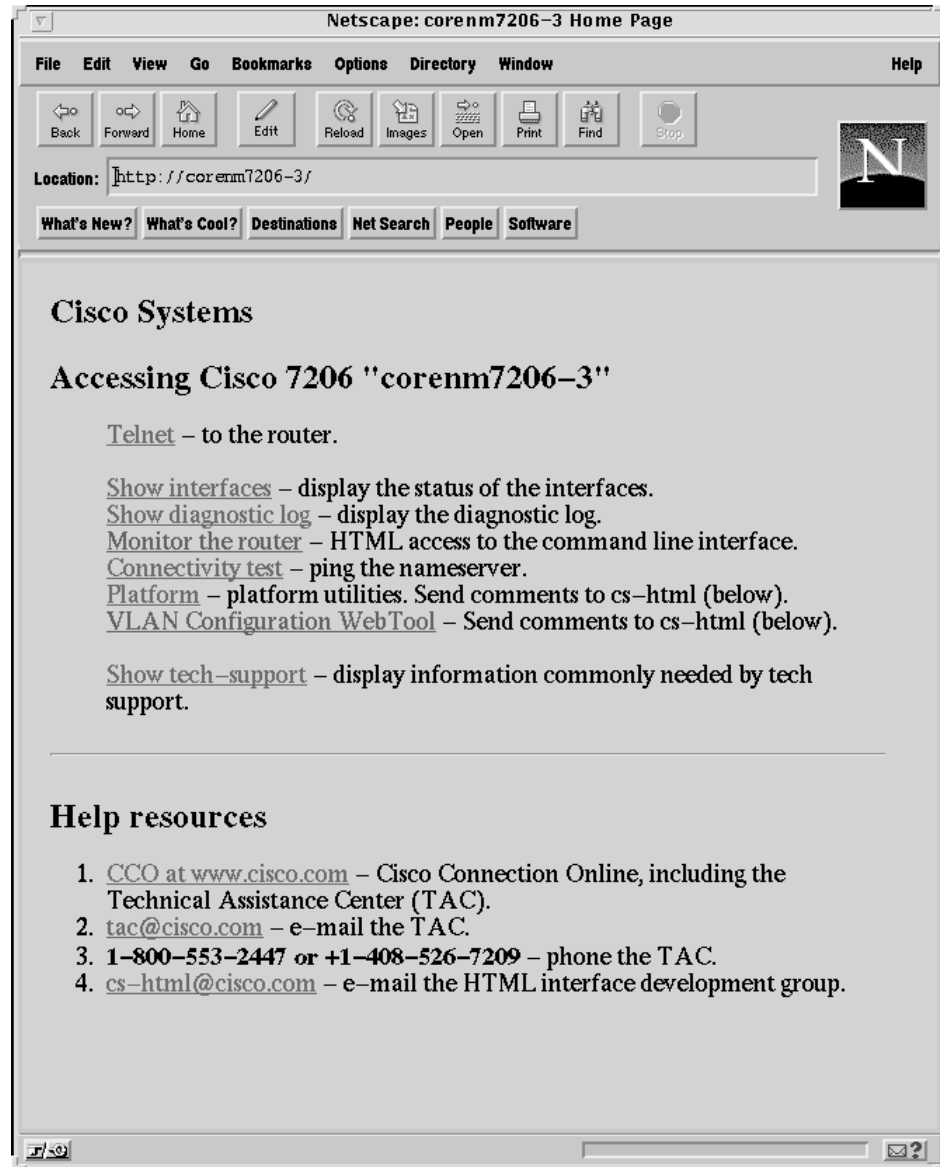 Netscape: corenm7206-3 Home Page
File Edit View Go Bookmarks Options Directory Window Help
Back Forward Home Edit Reload Images Open Print Find Stop
N
Location: http://corenm7206-3/
What's New? What's Cool? Destinations Net Search People Software
Cisco Systems
Accessing Cisco 7206 "corenm7206-3"
Telnet – to the router.
Show interfaces – display the status of the interfaces.
Show diagnostic log – display the diagnostic log.
Monitor the router – HTML access to the command line interface.
Connectivity test – ping the nameserver.
Platform – platform utilities. Send comments to cs-html (below).
VLAN Configuration WebTool – Send comments to cs-html (below).
Show tech-support – display information commonly needed by tech
support.
Help resources
1. CCO at www.cisco.com – Cisco Connection Online, including the
Technical Assistance Center (TAC).
2. tac@cisco.com – e-mail the TAC.
3. 1-800-553-2447 or +1-408-526-7209 – phone the TAC.
4. cs-html@cisco.com – e-mail the HTML interface development group.
?